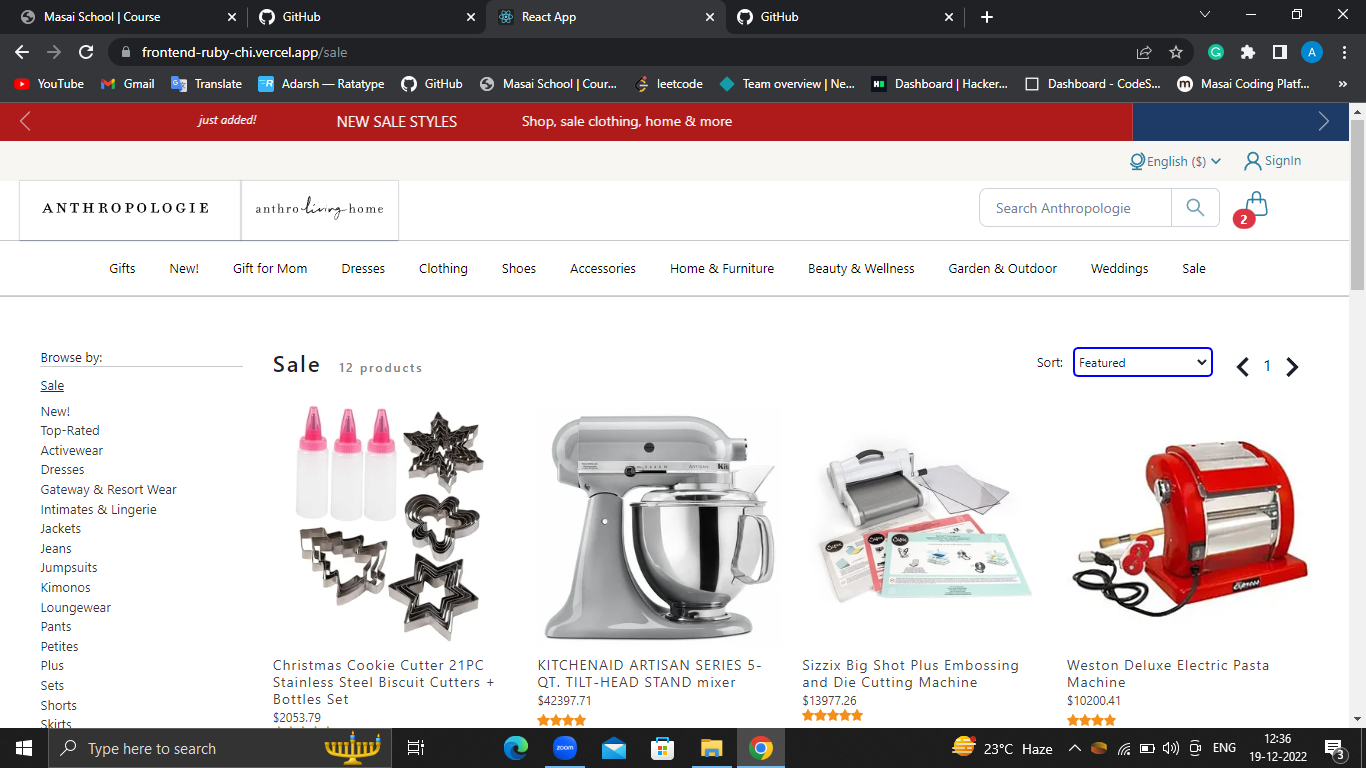 Masai School | Course
GitHub
React App
GitHub
frontend-ruby-chi.vercel.app/sale
A
YouTube
Gmail
Translate
Adarsh — Ratatype
GitHub
Masai School | Cour...
leetcode
Team overview | Ne...
Dashboard | Hacker...
Dashboard - CodeS...
Masai Coding Platf...
»
just added!
NEW SALE STYLES
Shop, sale clothing, home & more
English ($)
SignIn
ANTHROPOLOGIE
anthro living home
Search Anthropologie
2
Gifts
New!
Gift for Mom
Dresses
Clothing
Shoes
Accessories
Home & Furniture
Beauty & Wellness
Garden & Outdoor
Weddings
Sale
Browse by:
Sale
New!
Top-Rated
Activewear
Dresses
Gateway & Resort Wear
Intimates & Lingerie
Jackets
Jeans
Jumpsuits
Kimonos
Loungewear
Pants
Petites
Plus
Sets
Shorts
Skirts
Sale
12 products
Sort:
Featured
1
Christmas Cookie Cutter 21PC
Stainless Steel Biscuit Cutters +
Bottles Set
$2053.79
KITCHENAID ARTISAN SERIES 5-
QT. TILT-HEAD STAND mixer
$42397.71
Sizzix Big Shot Plus Embossing
and Die Cutting Machine
$13977.26
Weston Deluxe Electric Pasta
Machine
$10200.41
Type here to search
zoom
23°C Haze
ENG
12:36
19-12-2022
3